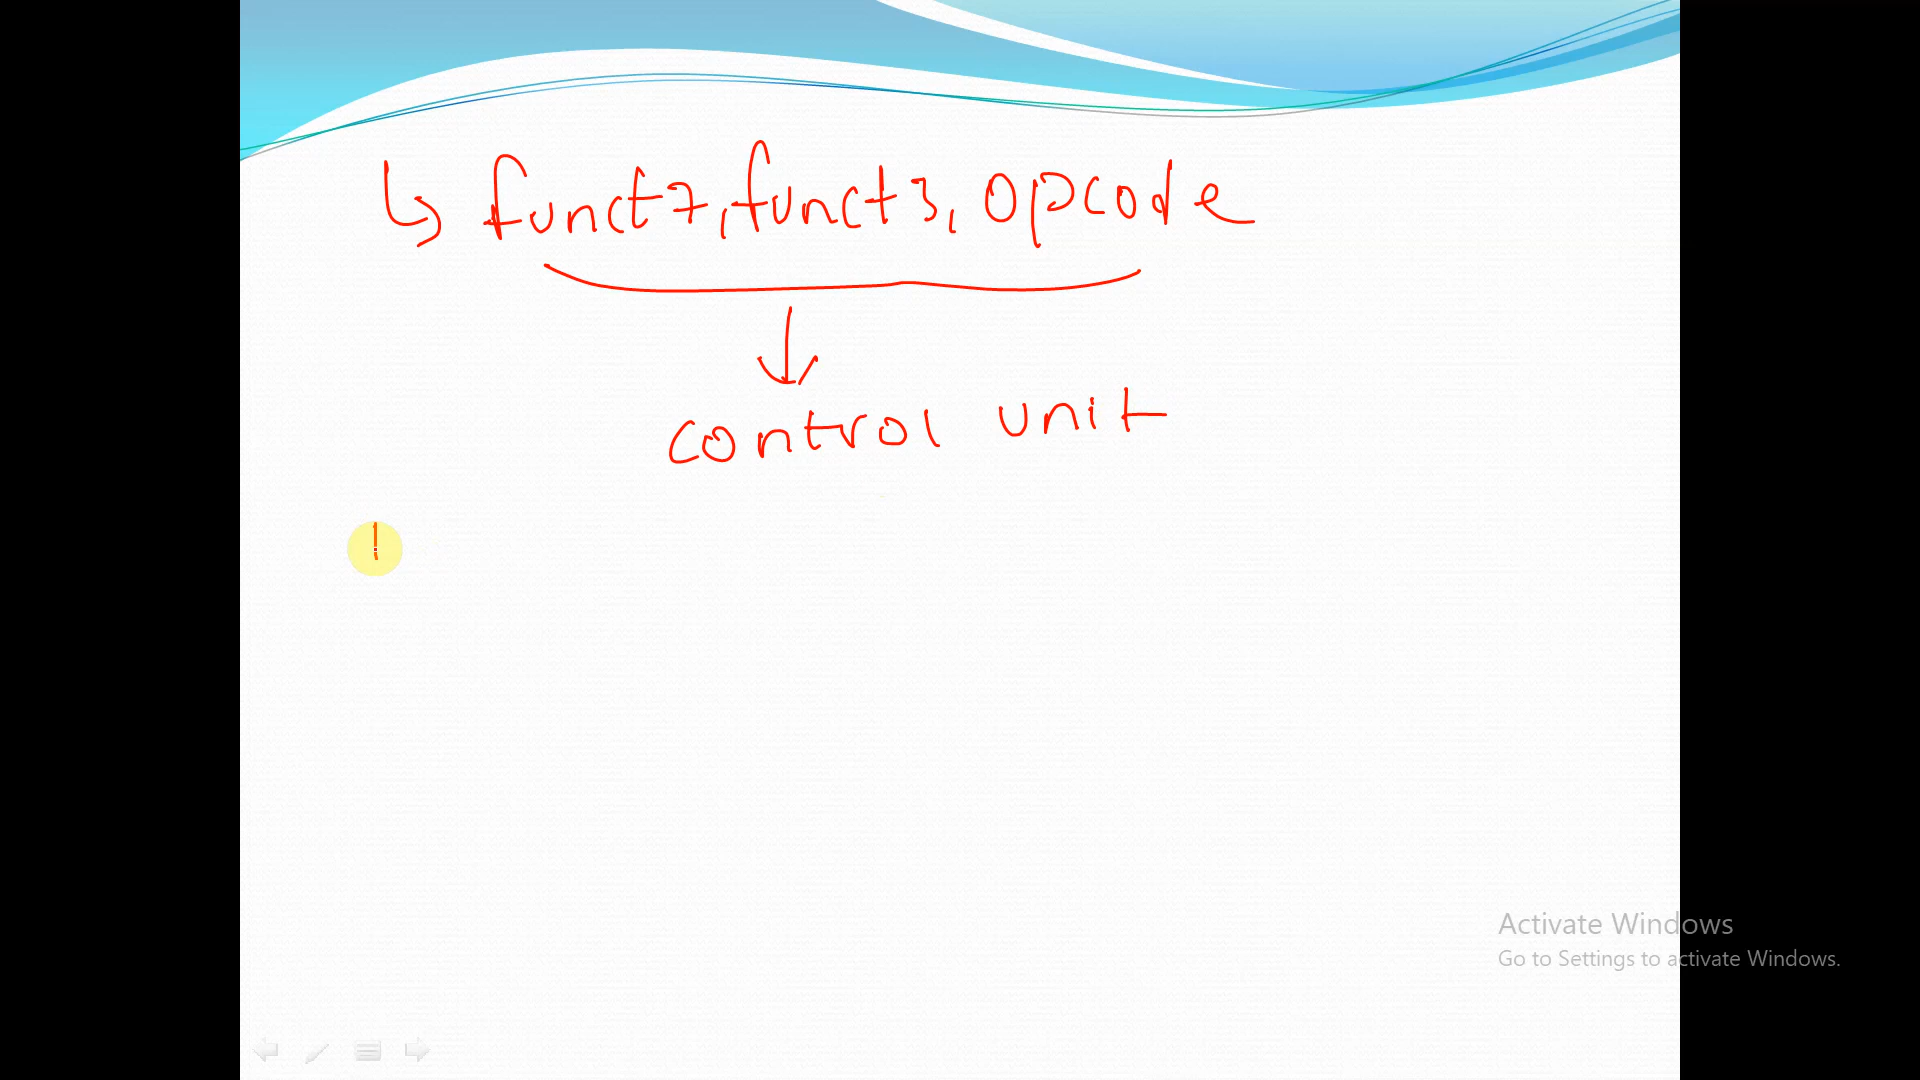 ↳ funct7, funct3, opcode
↓
control unit
Activate Windows
Go to Settings to activate Windows.